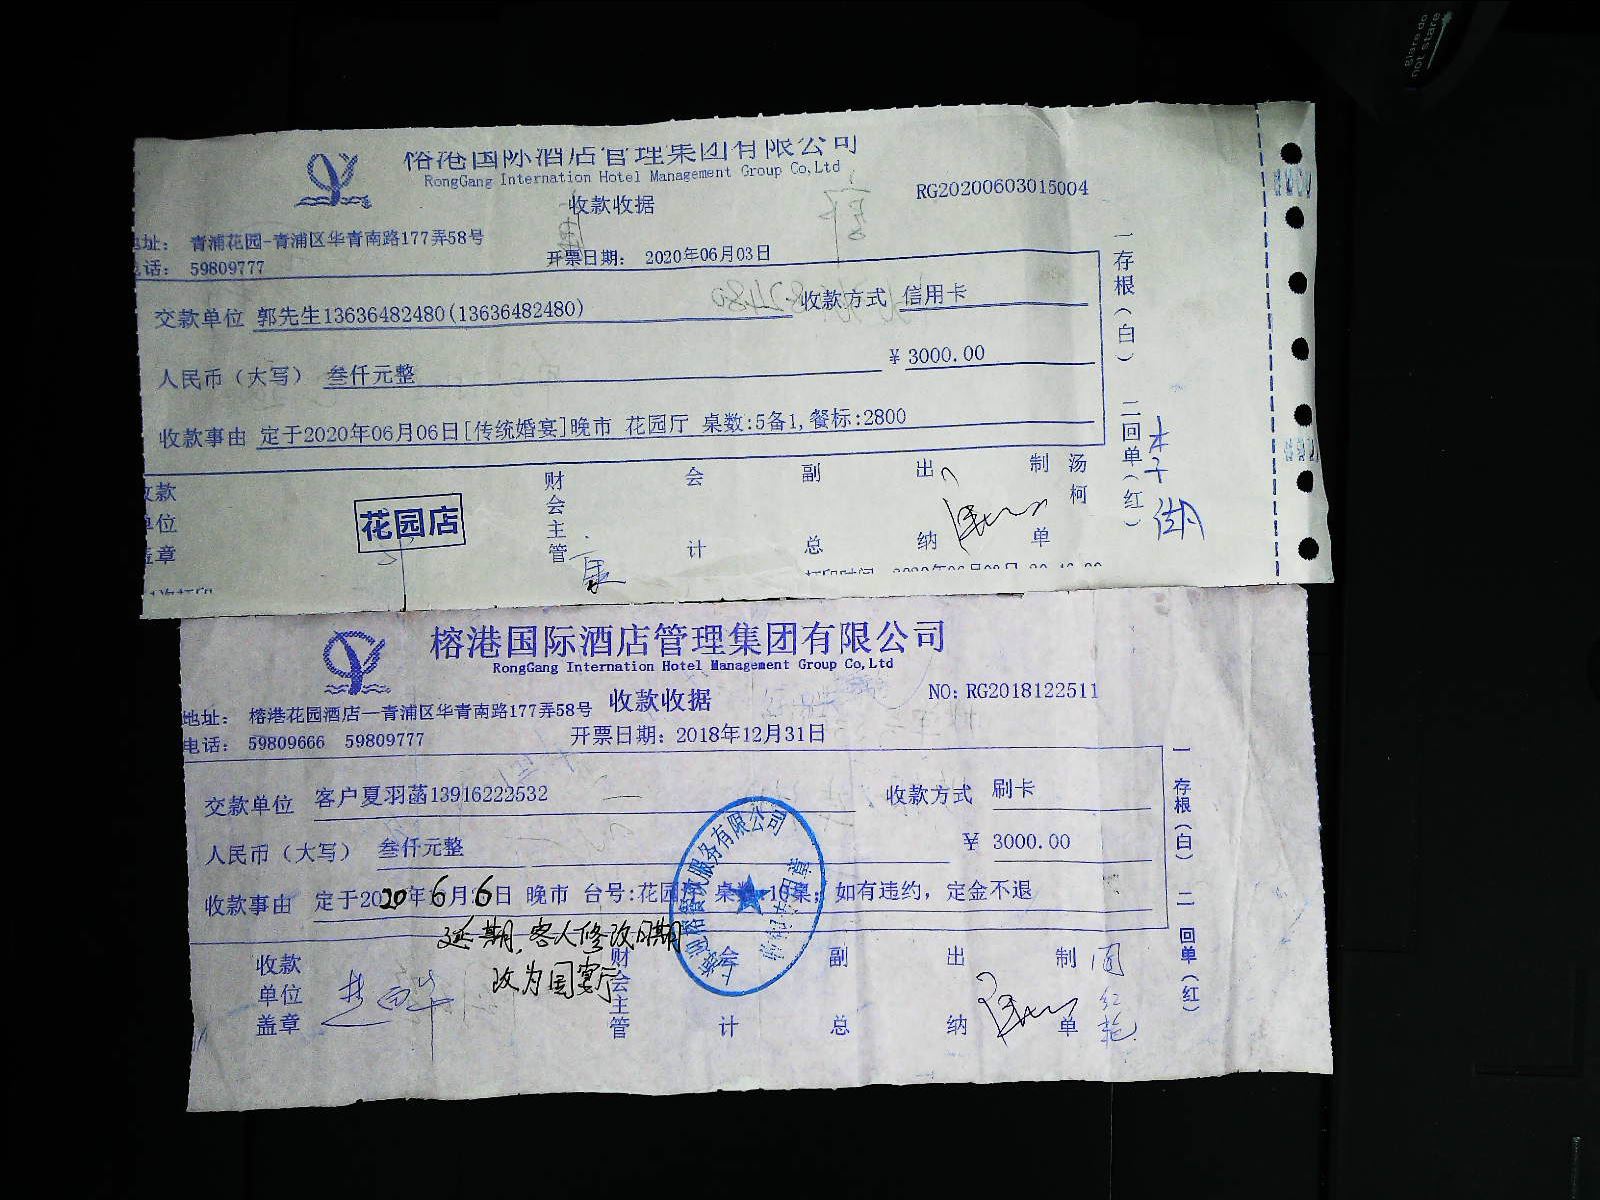 榕港国际酒店管理集团有限公司
RongGang Internation Hotel Management Group Co,Ltd
收款收据
RG20200603015004
地址： 青浦花园-青浦区华青南路177弄58号
电话： 59809777
开票日期： 2020年06月03日
交款单位 郭先生13636482480(13636482480) 收款方式 信用卡
人民币（大写） 叁仟元整 ￥3000.00
收款事由 定于2020年06月06日[传统婚宴]晚市 花园厅 桌数:5备1,餐标:2800
一存根（白） 二回单（红）
收款单位盖章 花园店 财会主管 会计 副总 出纳 制单 汤柯
榕港国际酒店管理集团有限公司
RongGang Internation Hotel Management Group Co,Ltd
收款收据
NO: RG2018122511
地址： 榕港花园酒店—青浦区华青南路177弄58号
电话： 59809666 59809777
开票日期: 2018年12月31日
交款单位 客户夏羽菡13916222532 收款方式 刷卡
人民币（大写） 叁仟元整 ￥ 3000.00
收款事由 定于2020年6月6日 晚市 台号:花园厅 桌数:10桌; 如有违约，定金不退
延期,客人修改日期
改为国宴厅
一存根（白） 二回单（红）
收款单位盖章 财会主管 会计 副总 出纳 制单
glare do
not stare